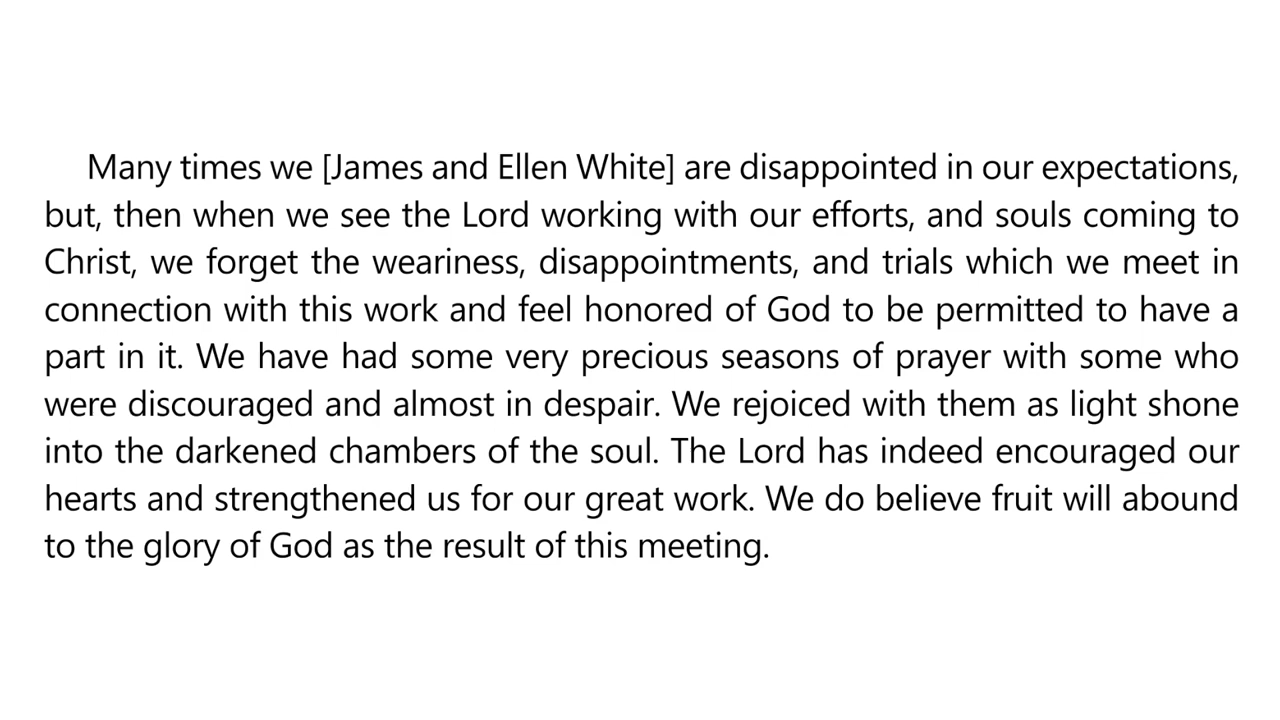 Many times we [James and Ellen White] are disappointed in our expectations,
but, then when we see the Lord working with our efforts, and souls coming to
Christ, we forget the weariness, disappointments, and trials which we meet in
connection with this work and feel honored of God to be permitted to have a
part in it. We have had some very precious seasons of prayer with some who
were discouraged and almost in despair. We rejoiced with them as light shone
into the darkened chambers of the soul. The Lord has indeed encouraged our
hearts and strengthened us for our great work. We do believe fruit will abound
to the glory of God as the result of this meeting.